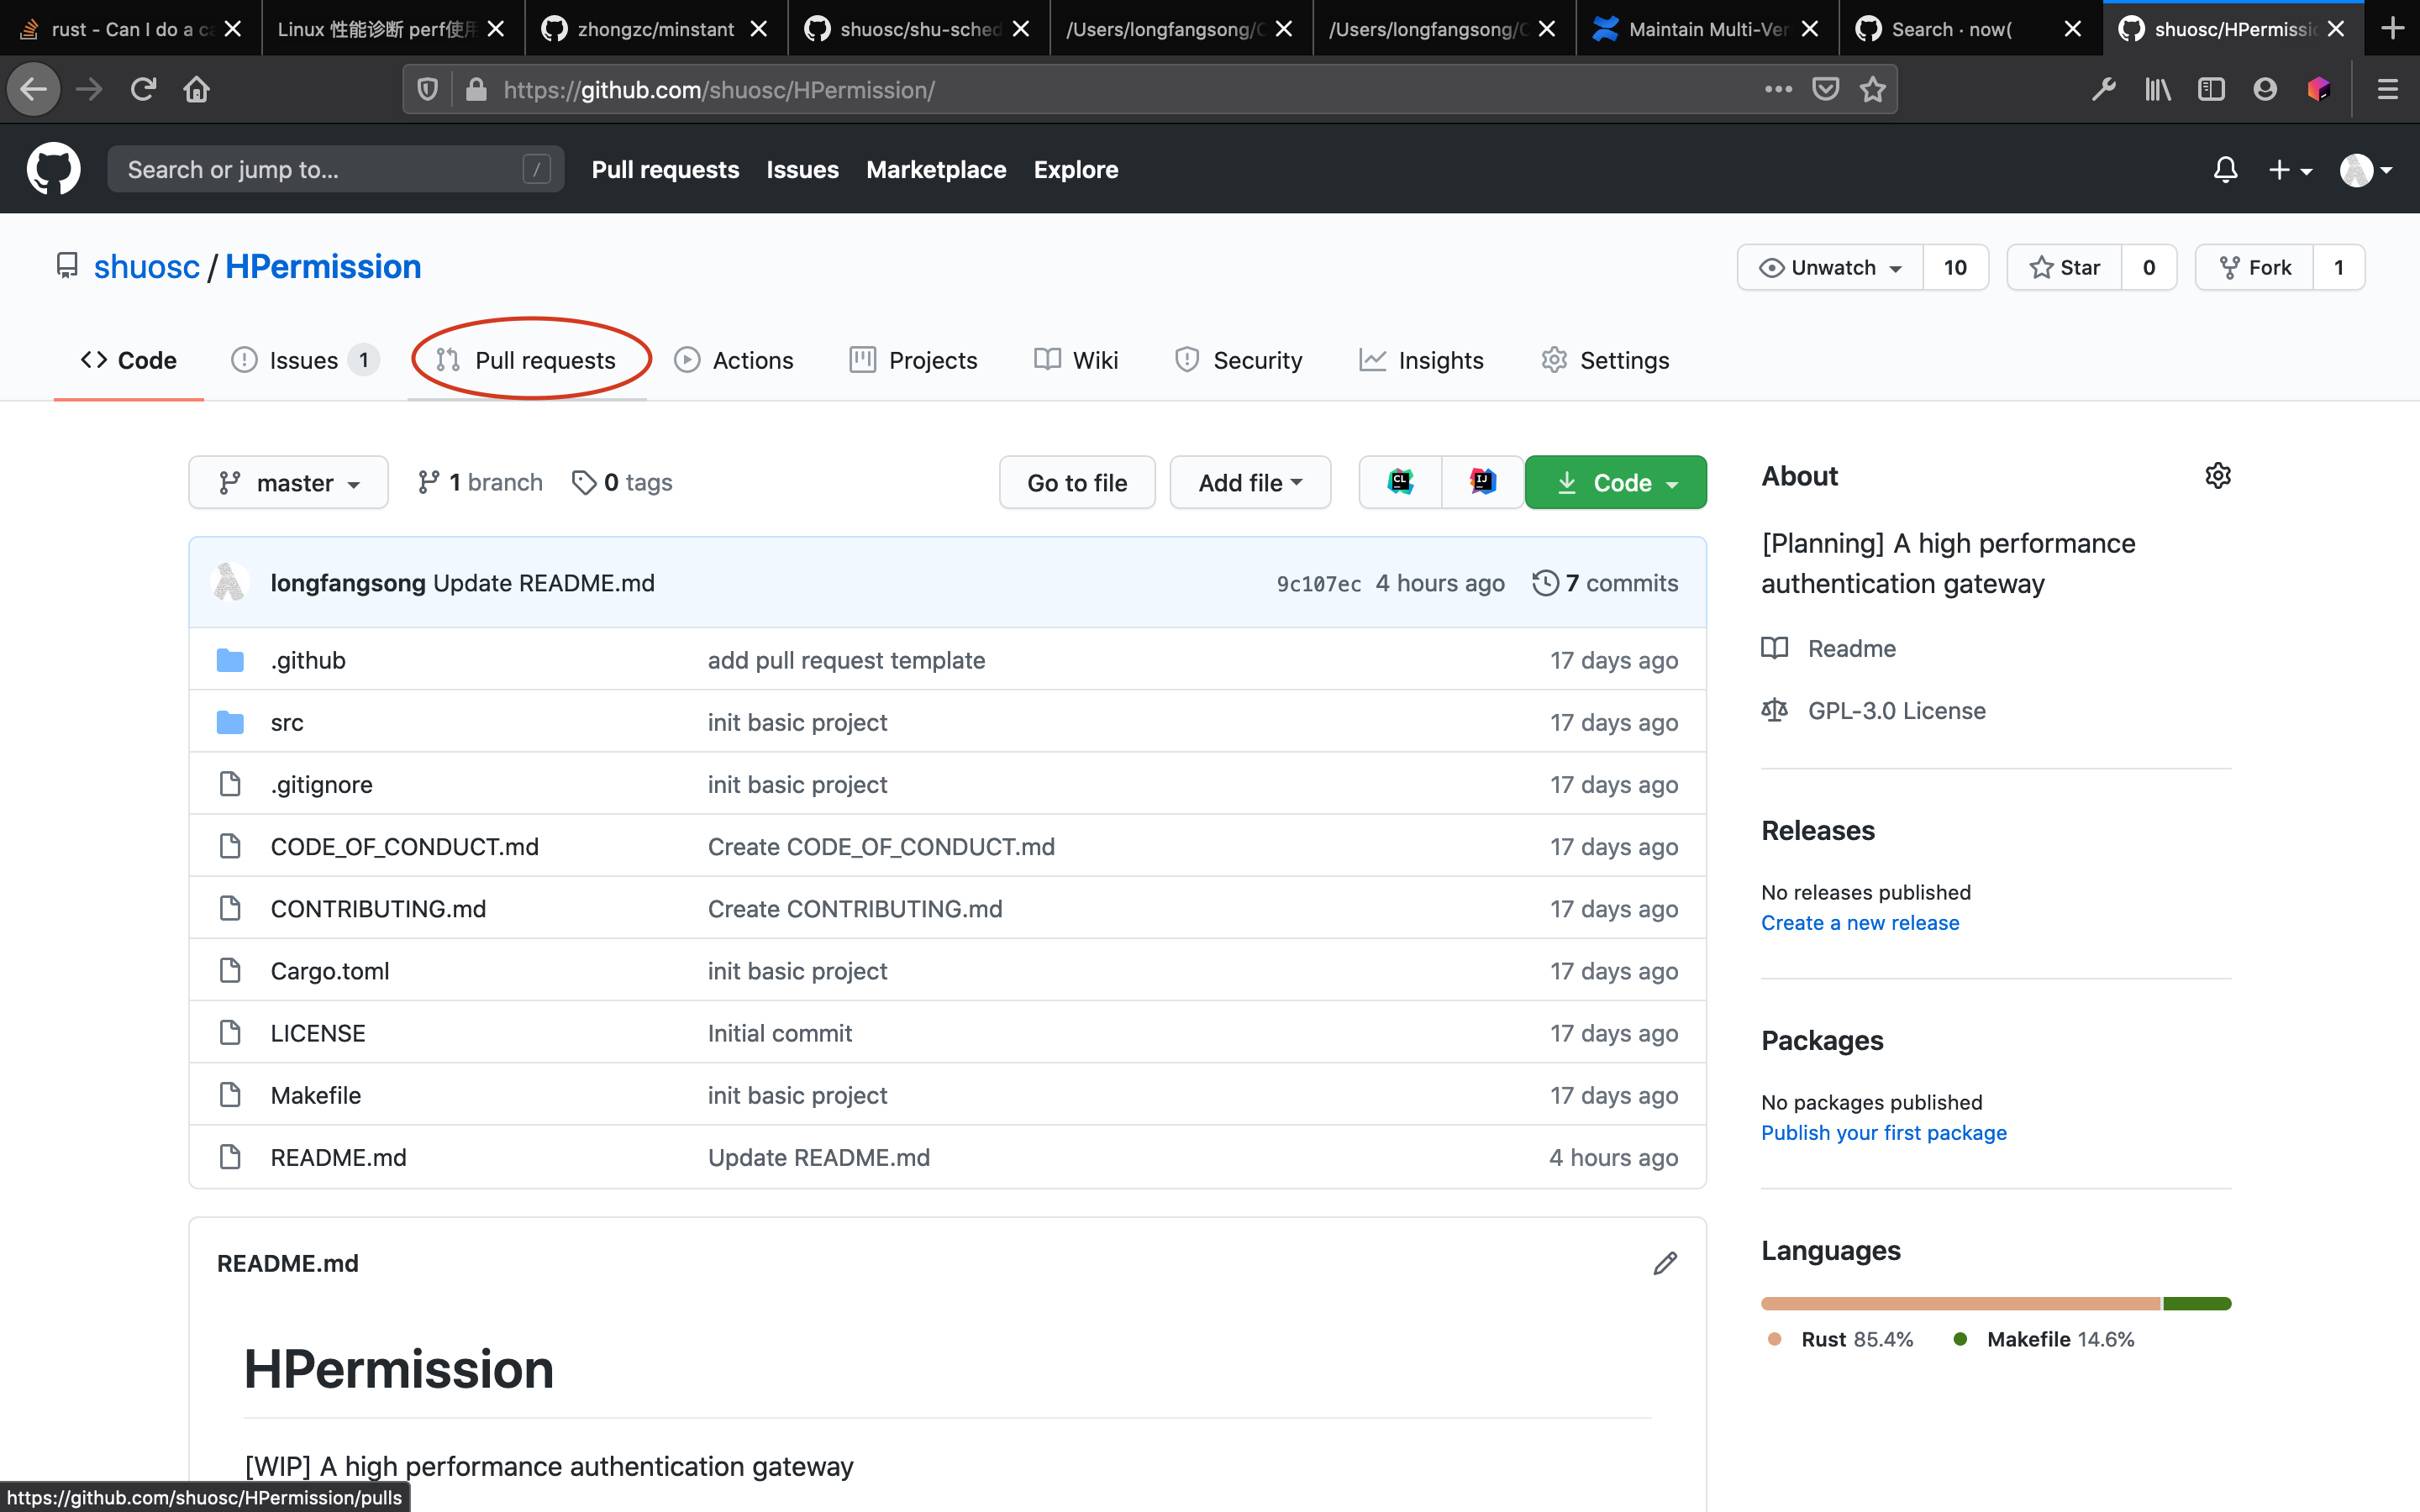 rust - Can I do a ca
Linux 性能诊断 perf使用
zhongzc/minstant
shuosc/shu-sched
/Users/longfangsong/C
/Users/longfangsong/C
Maintain Multi-Ver
Search · now(
shuosc/HPermissio
https://github.com/shuosc/HPermission/
Search or jump to...
/
Pull requests
Issues
Marketplace
Explore
shuosc / HPermission
Unwatch 10
Star 0
Fork 1
Code
Issues 1
Pull requests
Actions
Projects
Wiki
Security
Insights
Settings
master
1 branch
0 tags
Go to file
Add file
CL
IJ
Code
longfangsong Update README.md 9c107ec 4 hours ago 7 commits
.github add pull request template 17 days ago
src init basic project 17 days ago
.gitignore init basic project 17 days ago
CODE_OF_CONDUCT.md Create CODE_OF_CONDUCT.md 17 days ago
CONTRIBUTING.md Create CONTRIBUTING.md 17 days ago
Cargo.toml init basic project 17 days ago
LICENSE Initial commit 17 days ago
Makefile init basic project 17 days ago
README.md Update README.md 4 hours ago
README.md
HPermission
[WIP] A high performance authentication gateway
About
[Planning] A high performance
authentication gateway
Readme
GPL-3.0 License
Releases
No releases published
Create a new release
Packages
No packages published
Publish your first package
Languages
Rust 85.4% Makefile 14.6%
https://github.com/shuosc/HPermission/pulls